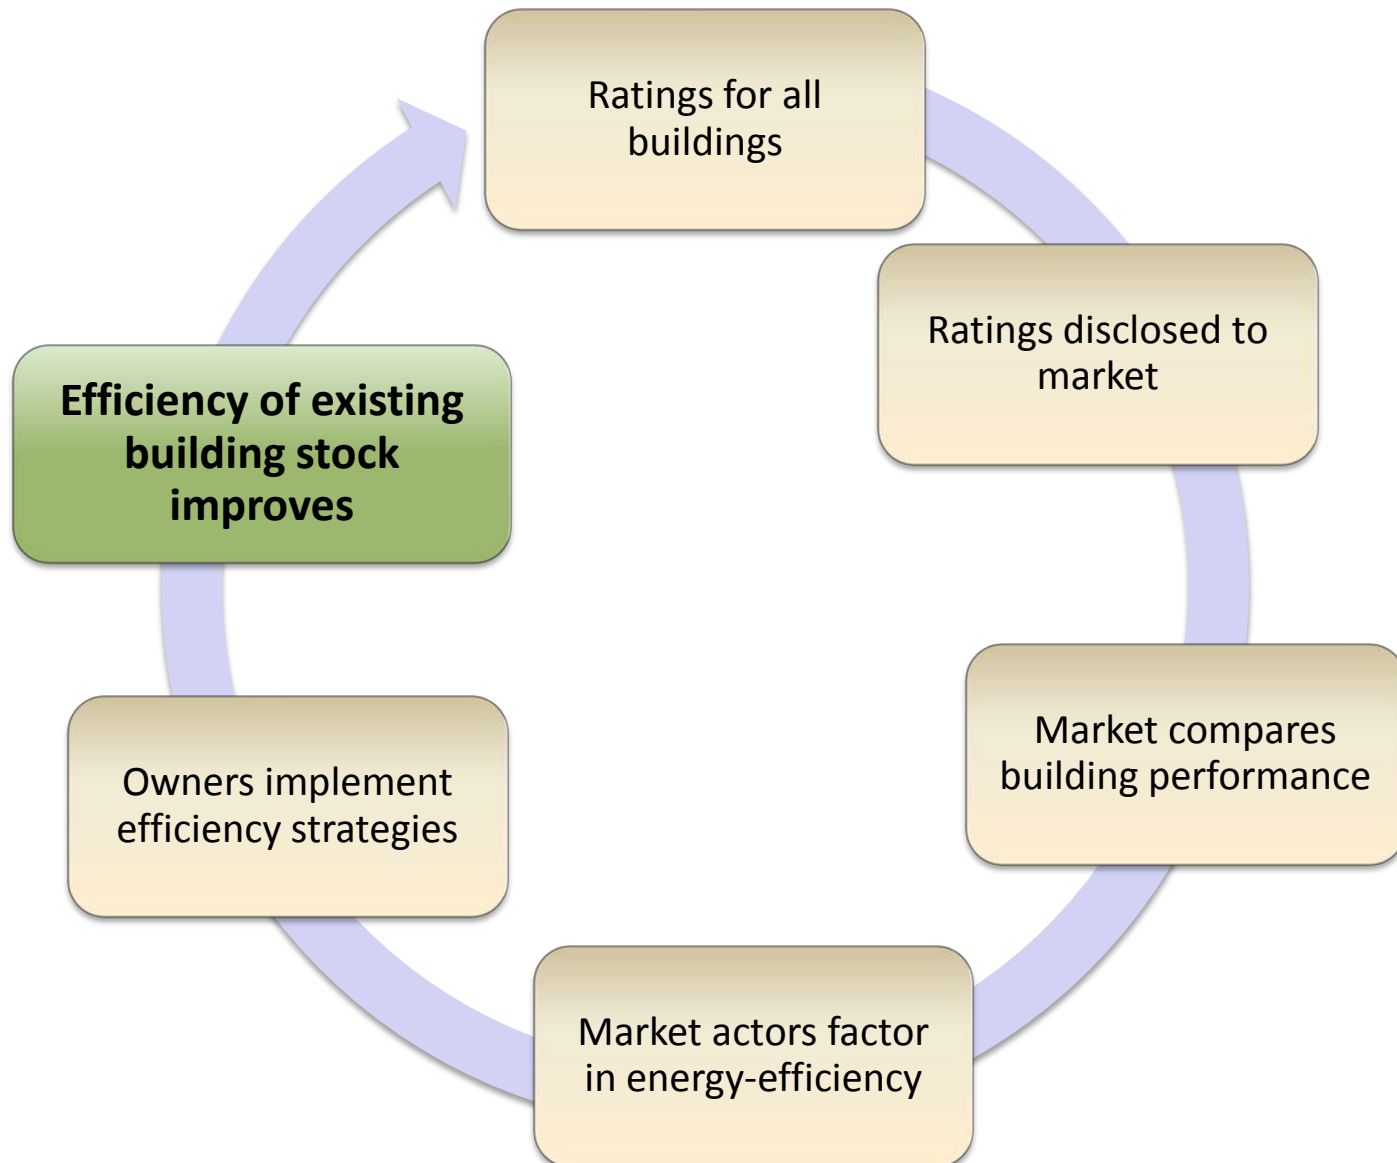 Ratings for all
buildings
Ratings disclosed to
market
Market compares
building performance
Market actors factor
in energy-efficiency
Owners implement
efficiency strategies
Efficiency of existing
building stock
improves